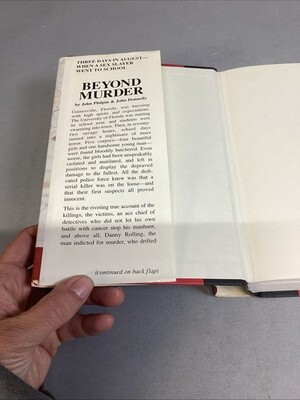 THREE DAYS IN AUGUST—
WHEN A SEX SLAYER
WENT TO SCHOOL
BEYOND
MURDER
by John Philpin & John Donnelly
Gainesville, Florida, was bursting
with high spirits and expectations.
The University of Florida was starting
its school year, and students were
swarming into town. Then, in seventy-
two savage hours, school days
turned into a nightmare of mass
terror. Five corpses—four beautiful
girls and one handsome young man—
were found bloodily butchered. Even
worse, the girls had been unspeakably
violated and mutilated, and left in
positions to display the depraved
damage to the fullest. All the dedi-
cated police force knew was that a
serial killer was on the loose—and
that their first suspects all proved
innocent.
This is the riveting true account of the
killings, the victims, an ace chief of
detectives who did not let his own
battle with cancer stop his manhunt,
and above all, Danny Rolling, the
man indicted for murder, who drifted
(continued on back flap)